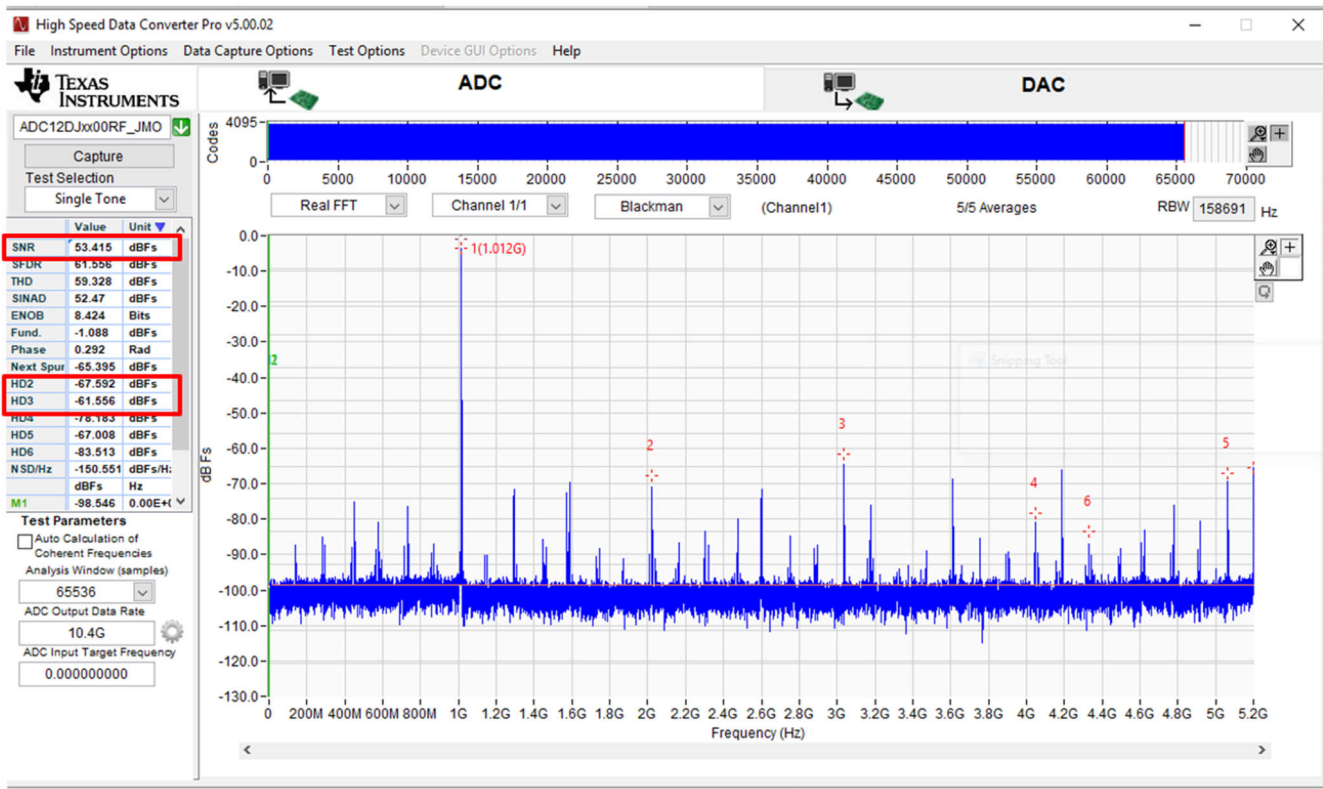 High Speed Data Converter Pro v5.00.02
File Instrument Options Data Capture Options Test Options Device GUI Options Help
TEXAS INSTRUMENTS
ADC
DAC
ADC12DJxx00RF_JMO
Capture
Test Selection
Single Tone
Value Unit
SNR 53.415 dBFs
SFDR 61.556 dBFs
THD 59.328 dBFs
SINAD 52.47 dBFs
ENOB 8.424 Bits
Fund. -1.088 dBFs
Phase 0.292 Rad
Next Spur -65.395 dBFs
HD2 -67.592 dBFs
HD3 -61.556 dBFs
HD4 -78.183 dBFs
HD5 -67.008 dBFs
HD6 -83.513 dBFs
NSD/Hz -150.551 dBFs/Hz
dBFs Hz
M1 -98.546 0.00E+(
Test Parameters
Auto Calculation of
Coherent Frequencies
Analysis Window (samples)
65536
ADC Output Data Rate
10.4G
ADC Input Target Frequency
0.000000000
Codes
4095
0
0 5000 10000 15000 20000 25000 30000 35000 40000 45000 50000 55000 60000 65000 70000
Real FFT Channel 1/1 Blackman (Channel1) 5/5 Averages RBW 158691 Hz
dBFs
0.0
-10.0
-20.0
-30.0
-40.0
-50.0
-60.0
-70.0
-80.0
-90.0
-100.0
-110.0
-120.0
-130.0
1(1.012G)
2
Snipping Tool
2
3
4
6
5
0 200M 400M 600M 800M 1G 1.2G 1.4G 1.6G 1.8G 2G 2.2G 2.4G 2.6G 2.8G 3G 3.2G 3.4G 3.6G 3.8G 4G 4.2G 4.4G 4.6G 4.8G 5G 5.2G
Frequency (Hz)